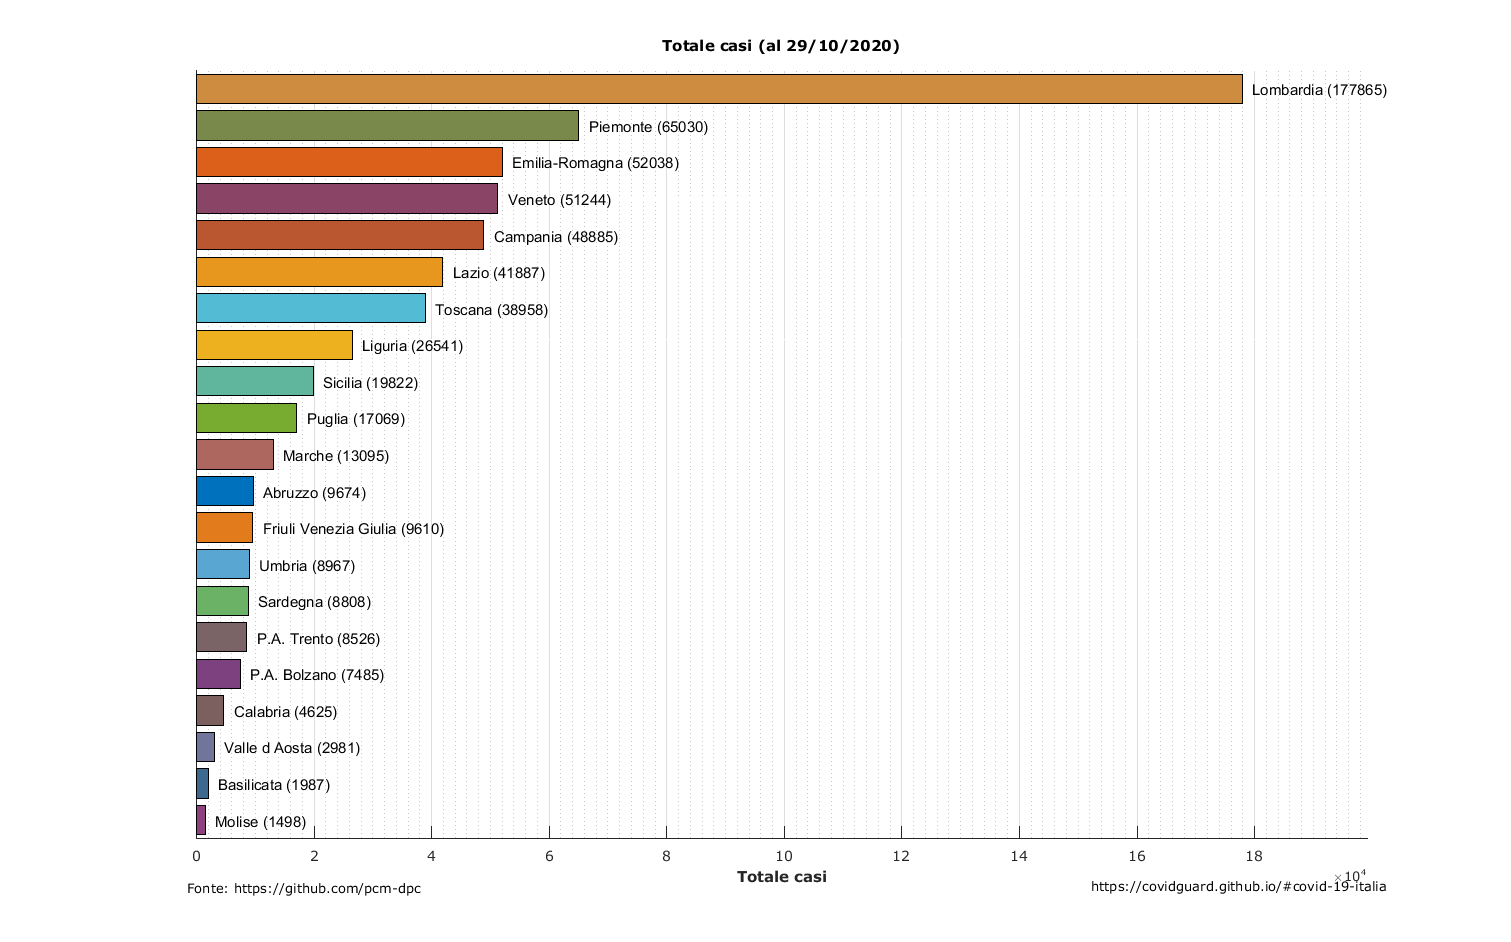 Totale casi (al 29/10/2020)
Lombardia (177865)
Piemonte (65030)
Emilia-Romagna (52038)
Veneto (51244)
Campania (48885)
Lazio (41887)
Toscana (38958)
Liguria (26541)
Sicilia (19822)
Puglia (17069)
Marche (13095)
Abruzzo (9674)
Friuli Venezia Giulia (9610)
Umbria (8967)
Sardegna (8808)
P.A. Trento (8526)
P.A. Bolzano (7485)
Calabria (4625)
Valle d Aosta (2981)
Basilicata (1987)
Molise (1498)
0 2 4 6 8 10 12 14 16 18
×10⁴
Totale casi
Fonte: https://github.com/pcm-dpc
https://covidguard.github.io/#covid-19-italia